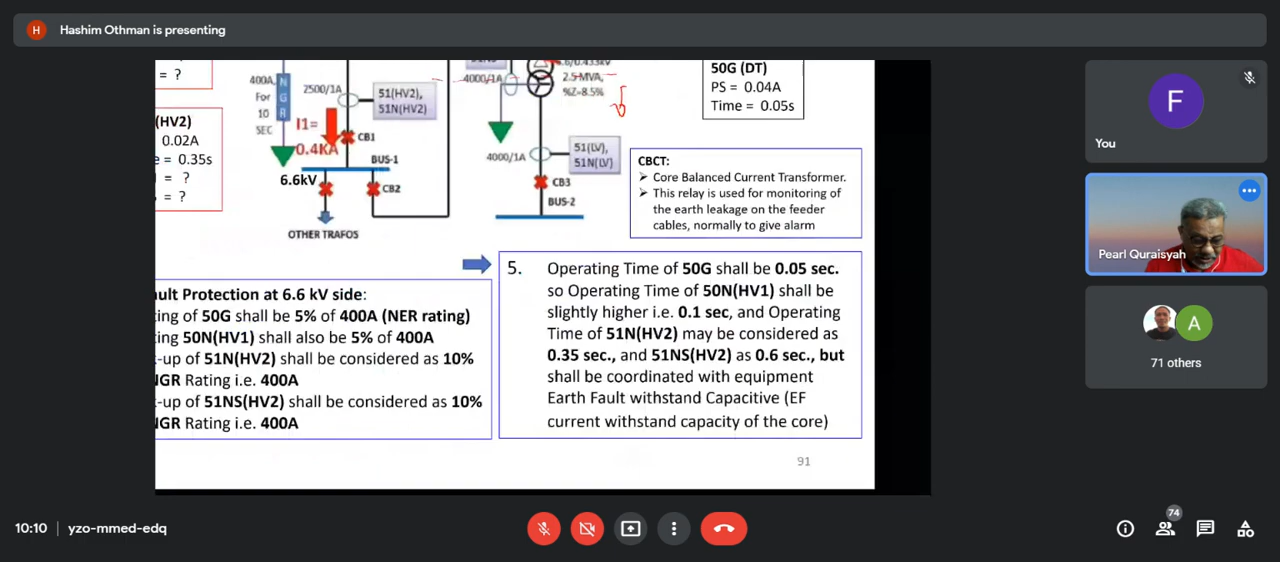 H
Hashim Othman is presenting
= ?
(HV2)
0.02A
= 0.35s
= ?
= ?
400A
For
10
SEC
N
G
R
2500/1A
51(HV2),
51N(HV2)
I1=
0.4KA
CB1
BUS-1
6.6kV
CB2
OTHER TRAFOS
4000/1A
2.5 MVA,
%Z=8.5%
4000/1A
51(LV),
51N(LV)
CB3
BUS-2
50G (DT)
PS = 0.04A
Time = 0.05s
CBCT:
➢ Core Balanced Current Transformer.
➢ This relay is used for monitoring of
the earth leakage on the feeder
cables, normally to give alarm
ault Protection at 6.6 kV side:
ing of 50G shall be 5% of 400A (NER rating)
ing 50N(HV1) shall also be 5% of 400A
-up of 51N(HV2) shall be considered as 10%
NGR Rating i.e. 400A
-up of 51NS(HV2) shall be considered as 10%
NGR Rating i.e. 400A
5. Operating Time of 50G shall be 0.05 sec.
so Operating Time of 50N(HV1) shall be
slightly higher i.e. 0.1 sec, and Operating
Time of 51N(HV2) may be considered as
0.35 sec., and 51NS(HV2) as 0.6 sec., but
shall be coordinated with equipment
Earth Fault withstand Capacitive (EF
current withstand capacity of the core)
91
F
You
Pearl Quraisyah
A
71 others
10:10 | yzo-mmed-edq
74